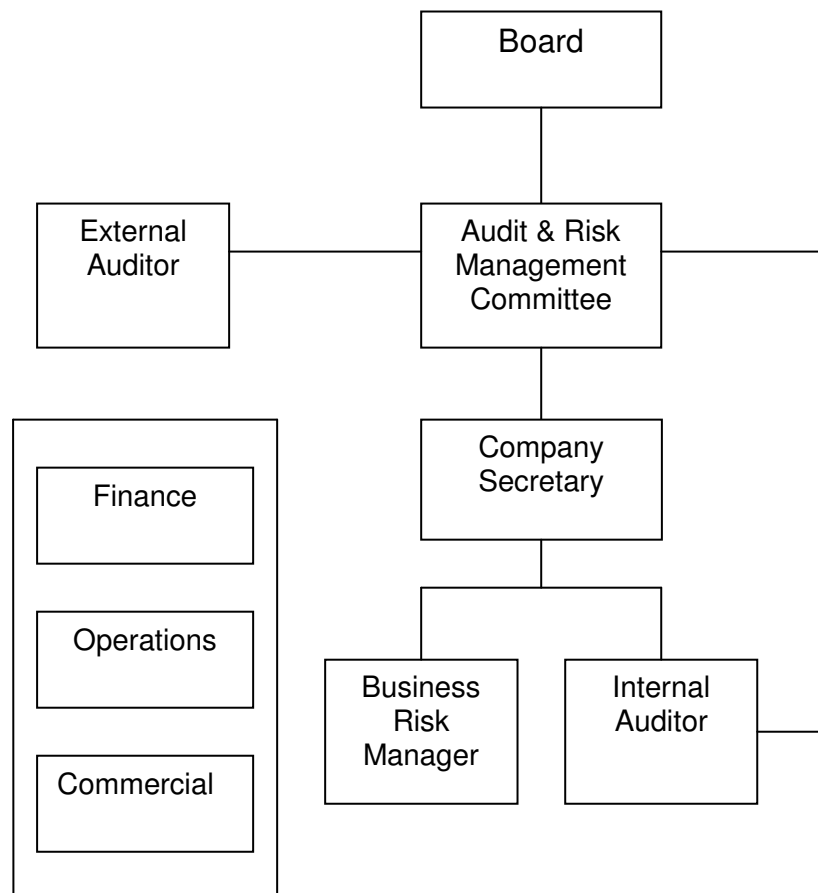 Board
External
Auditor
Audit & Risk
Management
Committee
Company
Secretary
Finance
Operations
Commercial
Business
Risk
Manager
Internal
Auditor